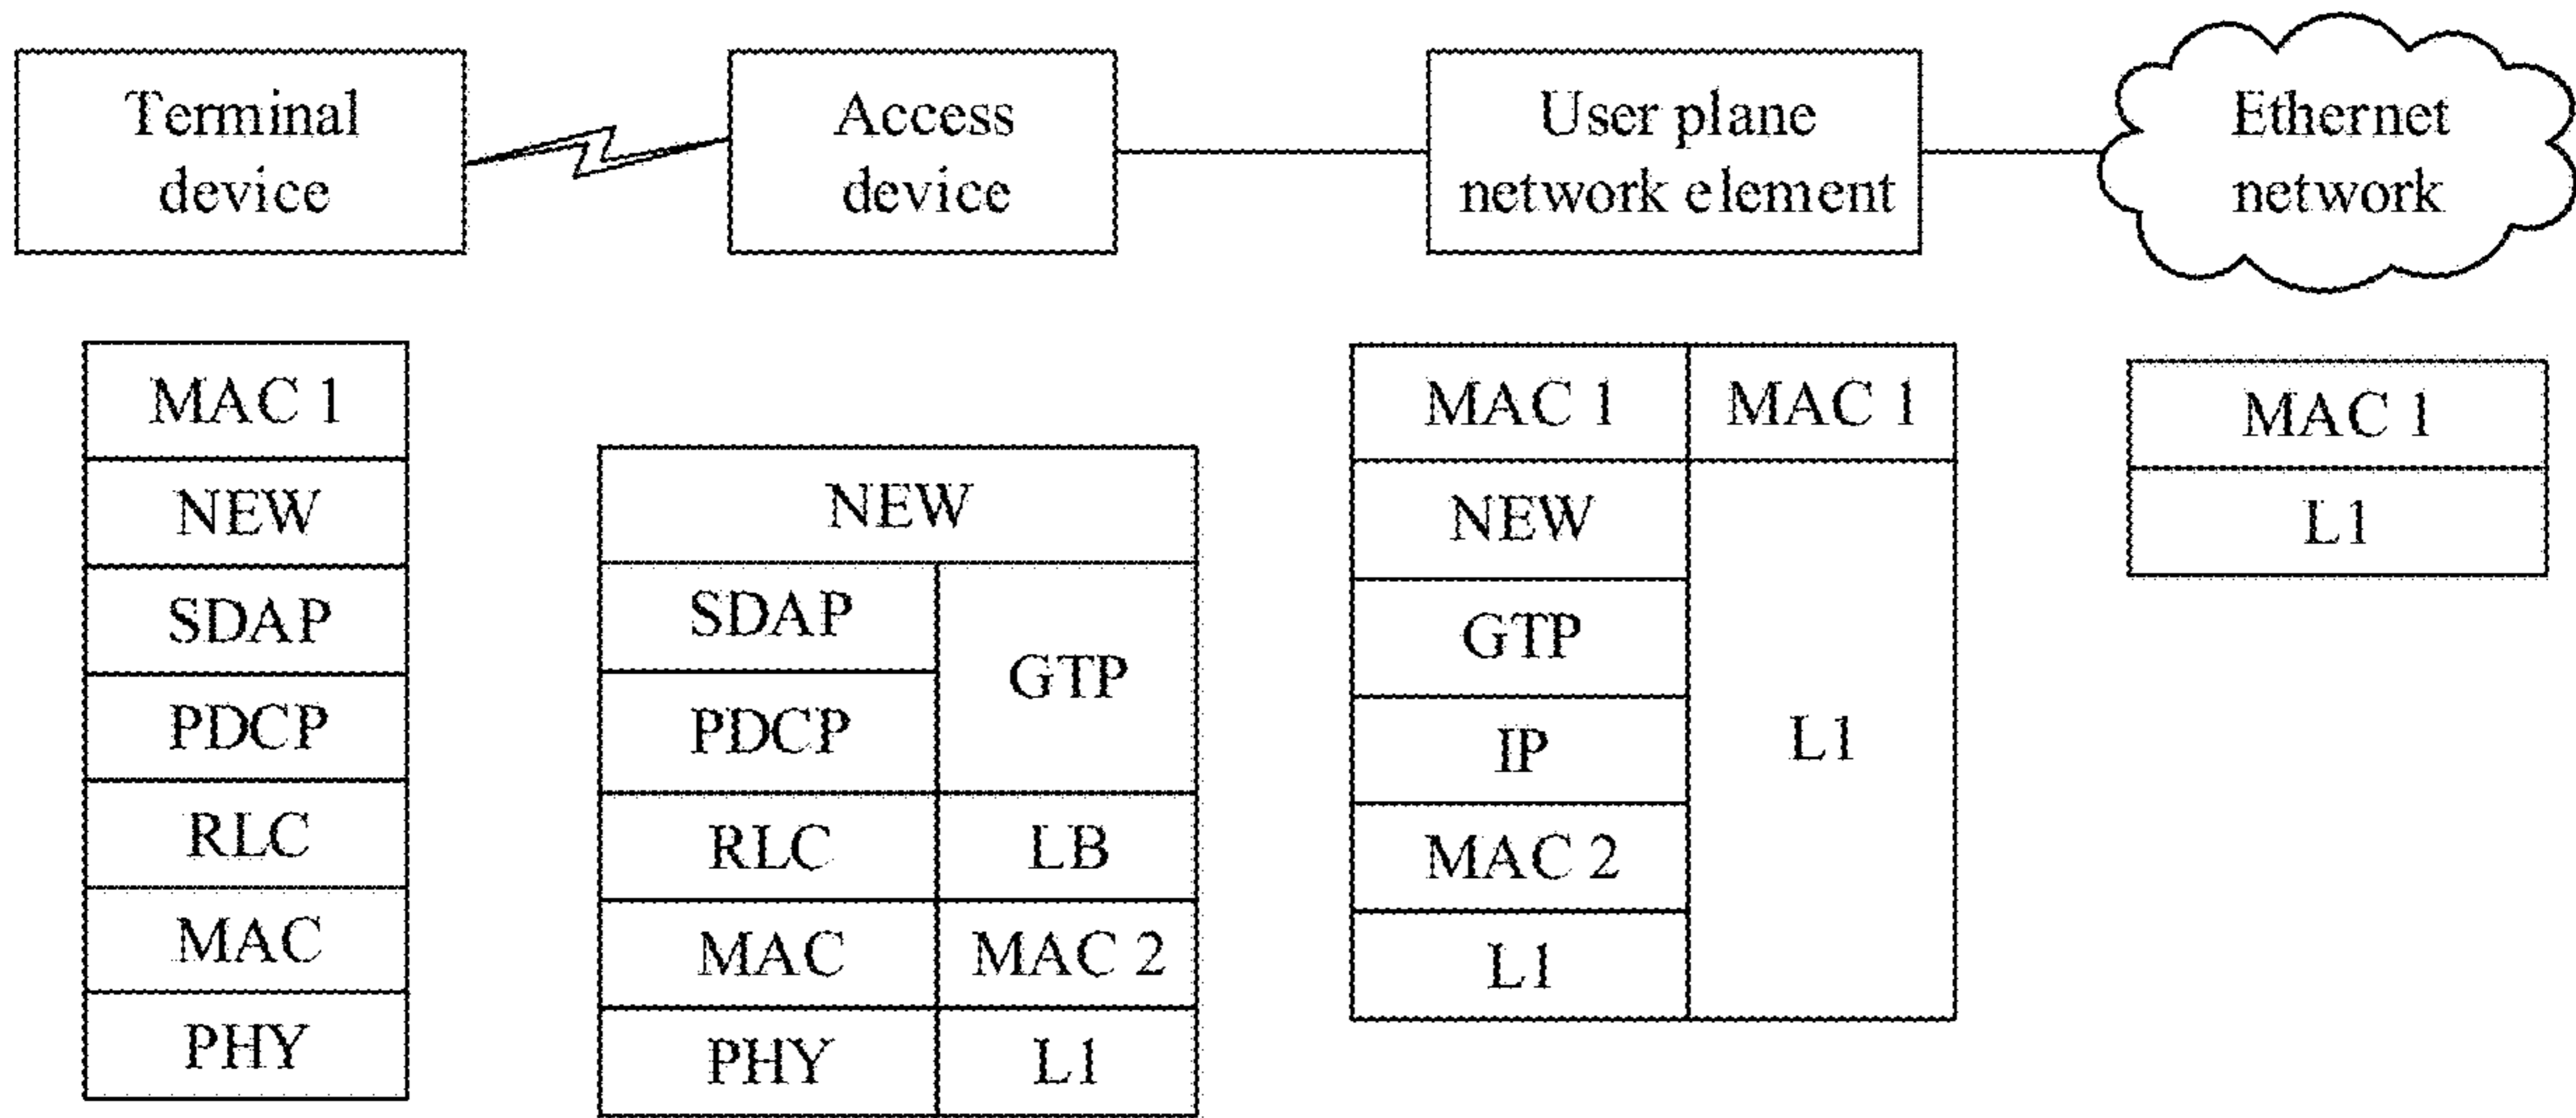 Terminal
device
Access
device
User plane
network element
Ethernet
network
MAC 1
NEW
SDAP
PDCP
RLC
MAC
PHY
NEW
SDAP
GTP
PDCP
RLC
LB
MAC
MAC 2
PHY
L1
MAC 1
MAC 1
NEW
GTP
IP
L1
MAC 2
L1
MAC 1
L1